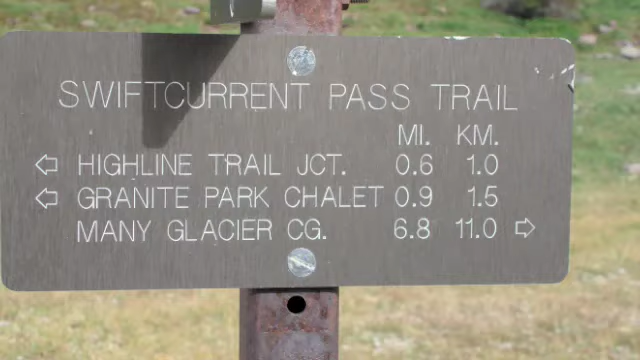 SWIFTCURRENT PASS TRAIL
MI. KM.
⇦ HIGHLINE TRAIL JCT. 0.6 1.0
⇦ GRANITE PARK CHALET 0.9 1.5
MANY GLACIER CG. 6.8 11.0 ⇨